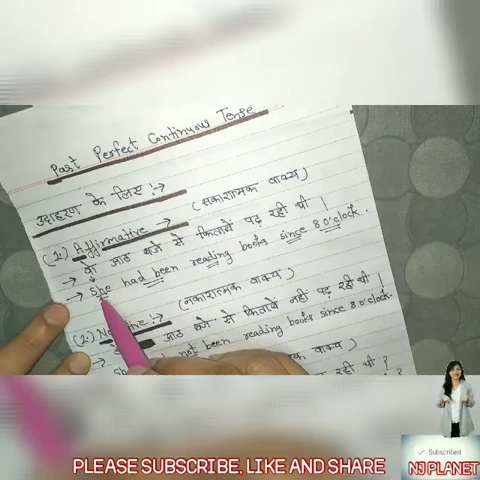 Past Perfect Continuous Tense
उदाहरण के लिए :→
(1.) Affirmative → (सकारात्मक वाक्य)
→ वो आठ बजे से किताबें पढ़ रही थी ।
→ She had been reading books since 8 o'clock.
(2.) :→ (नकारात्मक वाक्य)
→ आठ बजे से किताबें नहीं पढ़ रही थी ।
not been reading books since 8 o'clock.
वाक्य)
रही थी ?
✓ Subscribed
NJ PLANET
PLEASE SUBSCRIBE, LIKE AND SHARE